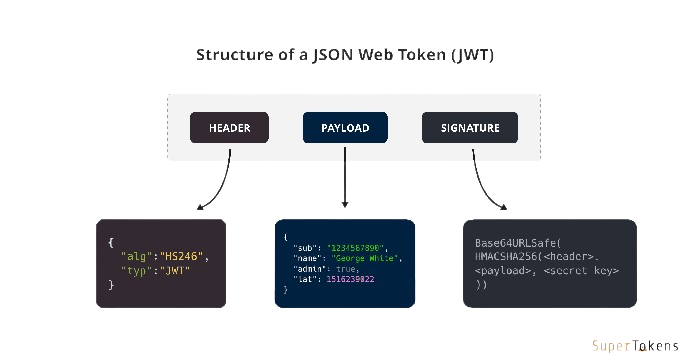 Structure of a JSON Web Token (JWT)
HEADER
PAYLOAD
SIGNATURE
{
"alg":"HS246",
"typ":"JWT"
}
{
"sub": "1234567890",
"name": "George White",
"admin": true,
"iat": 1516239022
}
Base64URLSafe(
HMACSHA256(<header>.
<payload>, <secret key>
))
SuperTokens